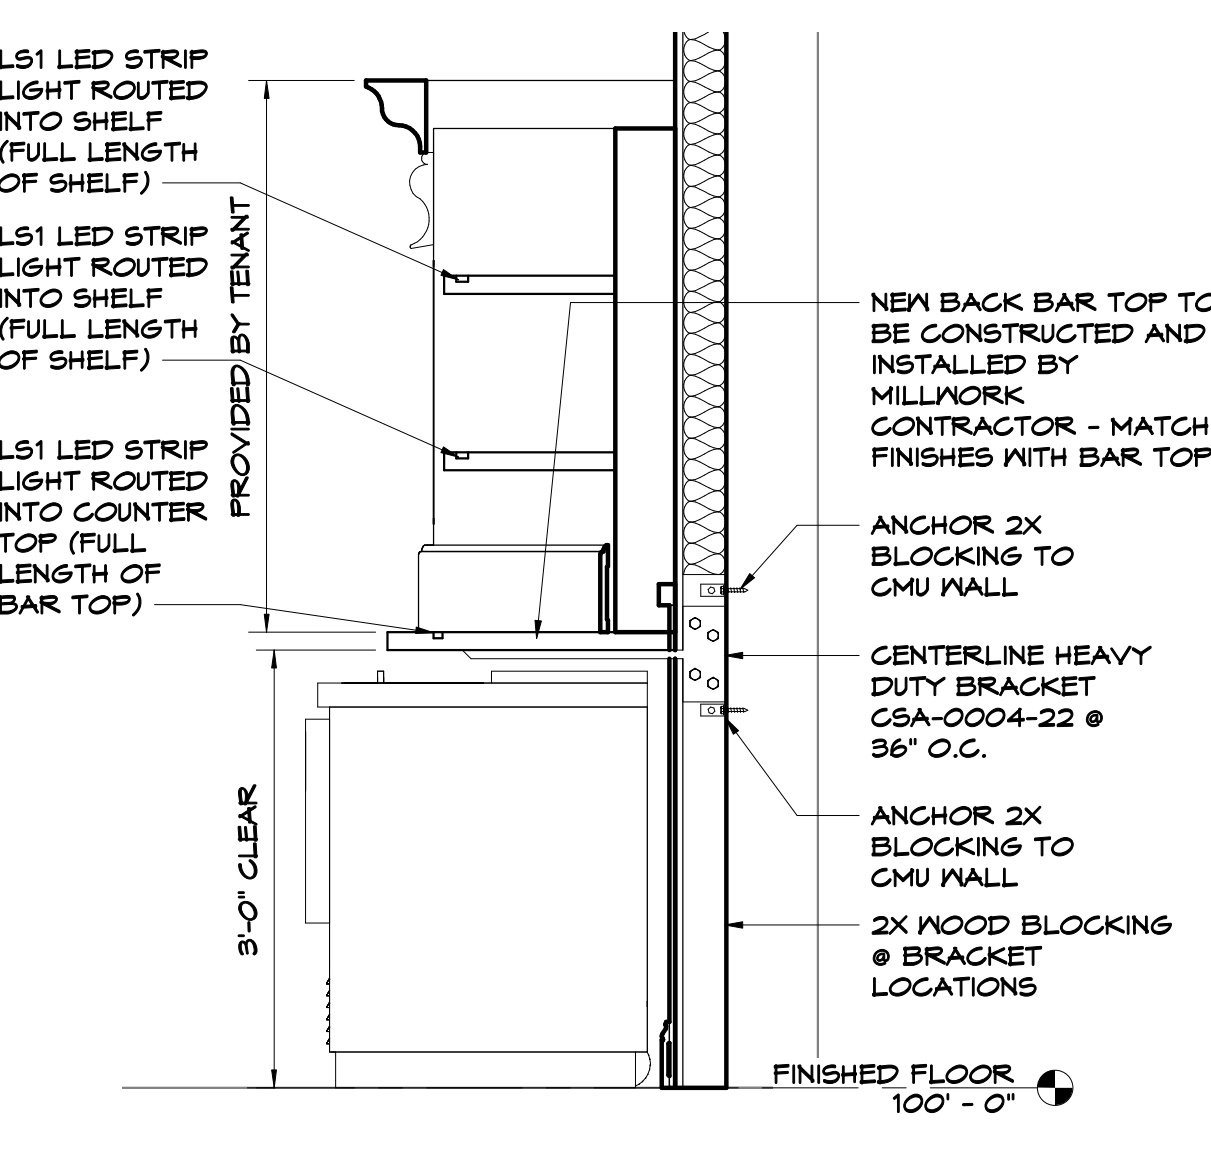 LS1 LED STRIP
LIGHT ROUTED
INTO SHELF
(FULL LENGTH
OF SHELF)
LS1 LED STRIP
LIGHT ROUTED
INTO SHELF
(FULL LENGTH
OF SHELF)
LS1 LED STRIP
LIGHT ROUTED
INTO COUNTER
TOP (FULL
LENGTH OF
BAR TOP)
PROVIDED BY TENANT
3'-0" CLEAR
NEW BACK BAR TOP TO
BE CONSTRUCTED AND
INSTALLED BY
MILLWORK
CONTRACTOR - MATCH
FINISHES WITH BAR TOP
ANCHOR 2X
BLOCKING TO
CMU WALL
CENTERLINE HEAVY
DUTY BRACKET
CSA-0004-22 @
36" O.C.
ANCHOR 2X
BLOCKING TO
CMU WALL
2X WOOD BLOCKING
@ BRACKET
LOCATIONS
FINISHED FLOOR
100' - 0"